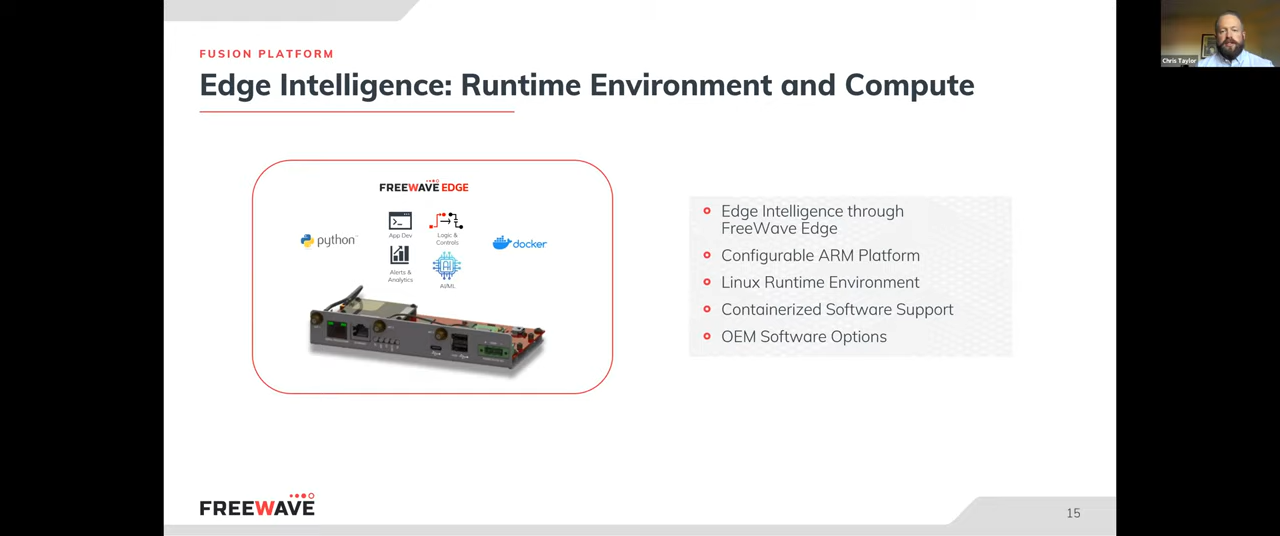 FUSION PLATFORM
Edge Intelligence: Runtime Environment and Compute
Chris Taylor
FREEWAVE EDGE
python
App Dev
Logic &
Controls
docker
Alerts &
Analytics
AI
AI/ML
Edge Intelligence through
FreeWave Edge
Configurable ARM Platform
Linux Runtime Environment
Containerized Software Support
OEM Software Options
FREEWAVE
15